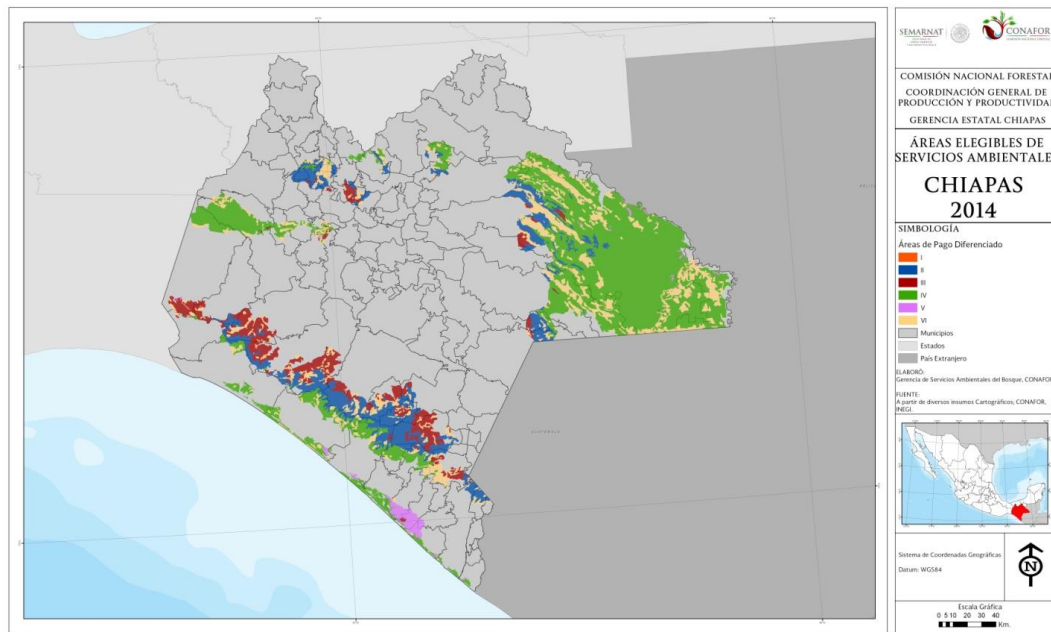 SEMARNAT
CONAFOR
COMISIÓN NACIONAL FORESTAL
COORDINACIÓN GENERAL DE
PRODUCCIÓN Y PRODUCTIVIDAD
GERENCIA ESTATAL CHIAPAS
ÁREAS ELEGIBLES DE
SERVICIOS AMBIENTALES
CHIAPAS
2014
SIMBOLOGÍA
Áreas de Pago Diferenciado
I
II
III
IV
V
VI
Municipios
Estados
País Extranjero
ELABORÓ:
Gerencia de Servicios Ambientales del Bosque, CONAFOR
FUENTE:
A partir de diversos insumos Cartográficos; CONAFOR,
INEGI.
GUATEMALA
Sistema de Coordenadas Geográficas
Datum: WGS84
N
Escala Gráfica
0 5 10 20 30 40
Km.